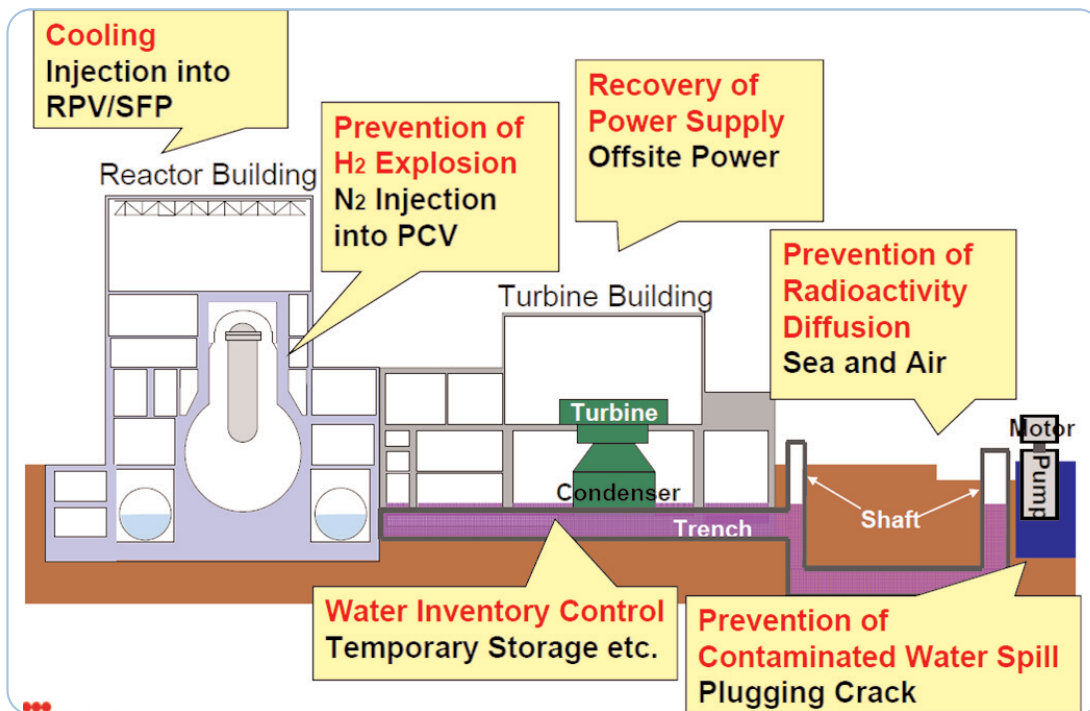 Cooling
Injection into
RPV/SFP
Prevention of
H2 Explosion
N2 Injection
into PCV
Recovery of
Power Supply
Offsite Power
Reactor Building
Turbine Building
Prevention of
Radioactivity
Diffusion
Sea and Air
Turbine
Condenser
Trench
Shaft
Motor
Pump
Water Inventory Control
Temporary Storage etc.
Prevention of
Contaminated Water Spill
Plugging Crack